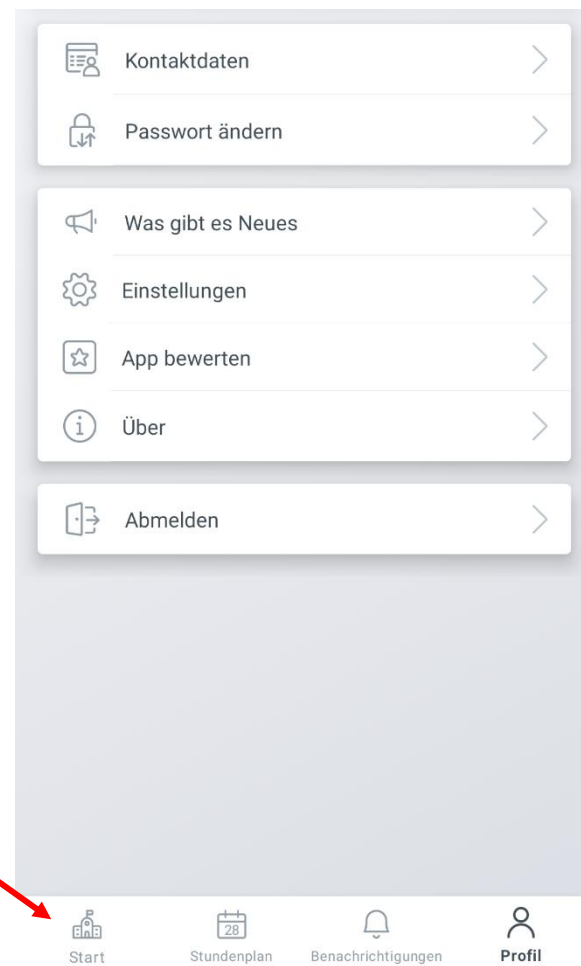 Kontaktdaten
Passwort ändern
Was gibt es Neues
Einstellungen
App bewerten
Über
Abmelden
28
Start Stundenplan Benachrichtigungen Profil